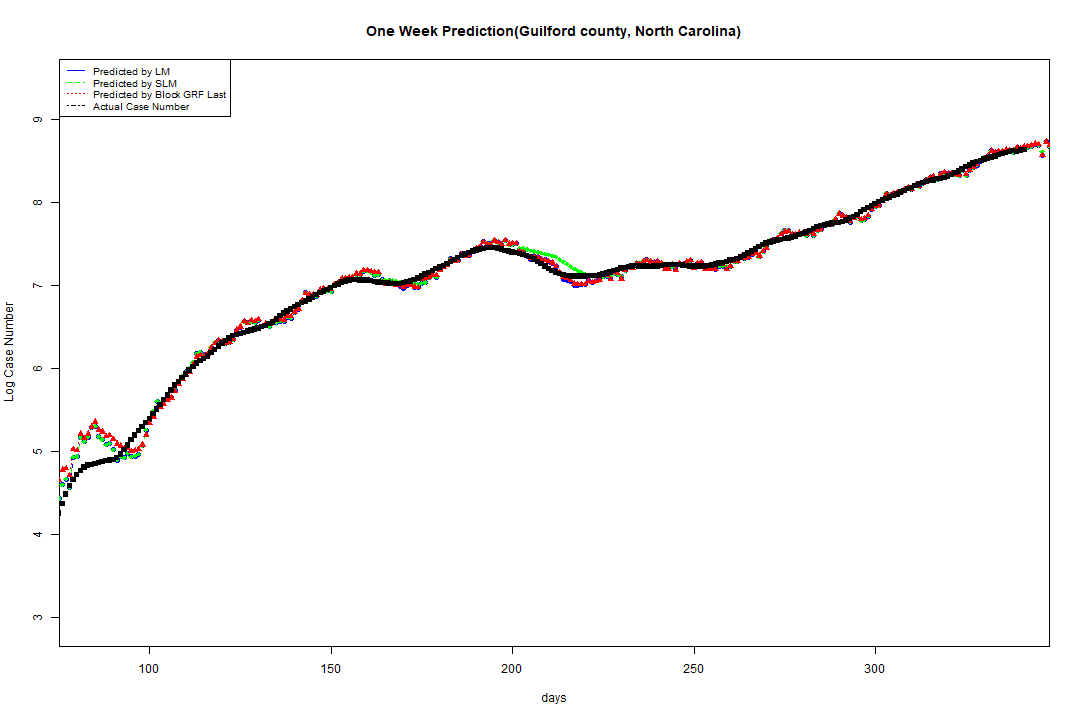 One Week Prediction(Guilford county, North Carolina)
Predicted by LM
Predicted by SLM
Predicted by Block GRF Last
Actual Case Number
9
8
7
6
5
4
3
Log Case Number
100 150 200 250 300
days